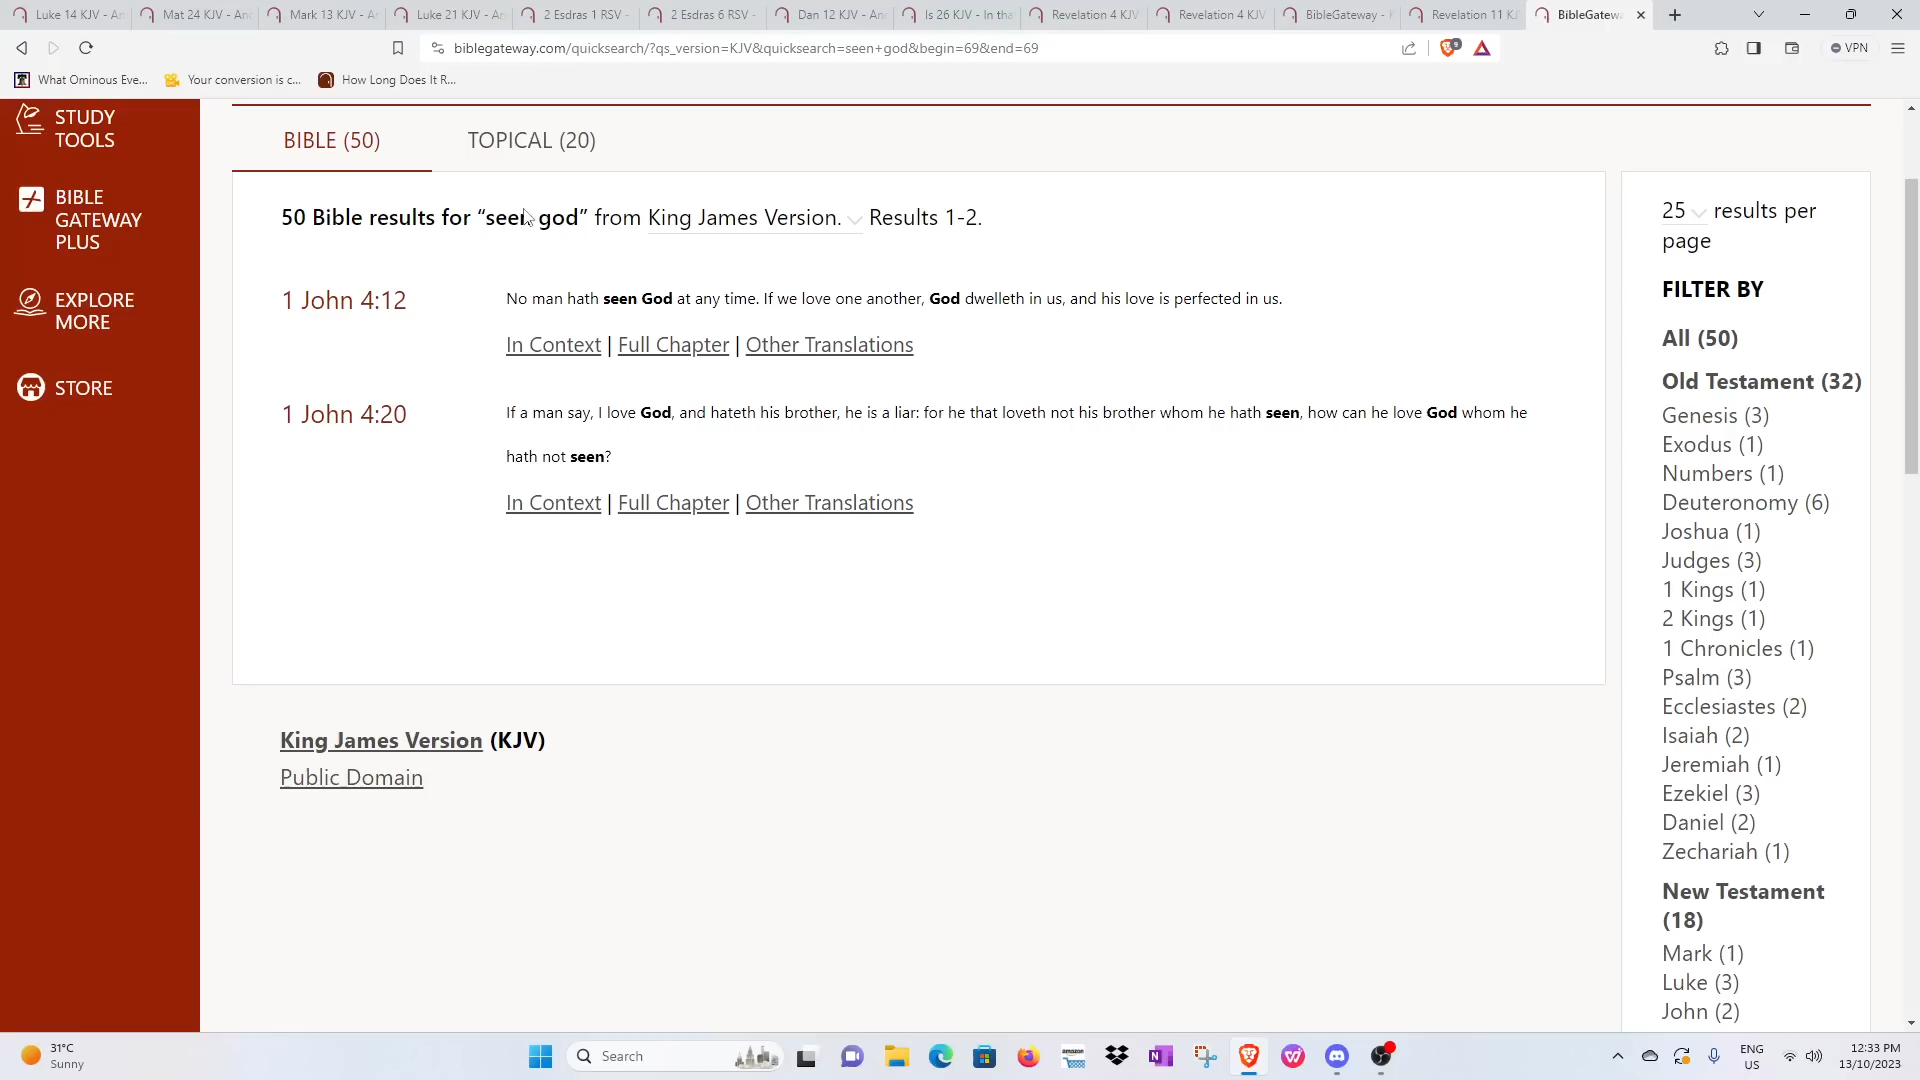 Luke 14 KJV - An
Mat 24 KJV - An
Mark 13 KJV - A
Luke 21 KJV - An
2 Esdras 1 RSV -
2 Esdras 6 RSV -
Dan 12 KJV - An
Is 26 KJV - In tha
Revelation 4 KJV
Revelation 4 KJV
BibleGateway -
Revelation 11 KJ
BibleGatew
biblegateway.com/quicksearch/?qs_version=KJV&quicksearch=seen+god&begin=69&end=69
9
VPN
What Ominous Eve...
Your conversion is c...
How Long Does It R...
STUDY
TOOLS
BIBLE
GATEWAY
PLUS
EXPLORE
MORE
STORE
BIBLE (50)
TOPICAL (20)
50 Bible results for “seen god” from King James Version. Results 1-2.
1 John 4:12
No man hath seen God at any time. If we love one another, God dwelleth in us, and his love is perfected in us.
In Context | Full Chapter | Other Translations
1 John 4:20
If a man say, I love God, and hateth his brother, he is a liar: for he that loveth not his brother whom he hath seen, how can he love God whom he
hath not seen?
In Context | Full Chapter | Other Translations
King James Version (KJV)
Public Domain
25 results per
page
FILTER BY
All (50)
Old Testament (32)
Genesis (3)
Exodus (1)
Numbers (1)
Deuteronomy (6)
Joshua (1)
Judges (3)
1 Kings (1)
2 Kings (1)
1 Chronicles (1)
Psalm (3)
Ecclesiastes (2)
Isaiah (2)
Jeremiah (1)
Ezekiel (3)
Daniel (2)
Zechariah (1)
New Testament
(18)
Mark (1)
Luke (3)
John (2)
31°C
Sunny
Search
amazon
ENG
US
12:33 PM
13/10/2023